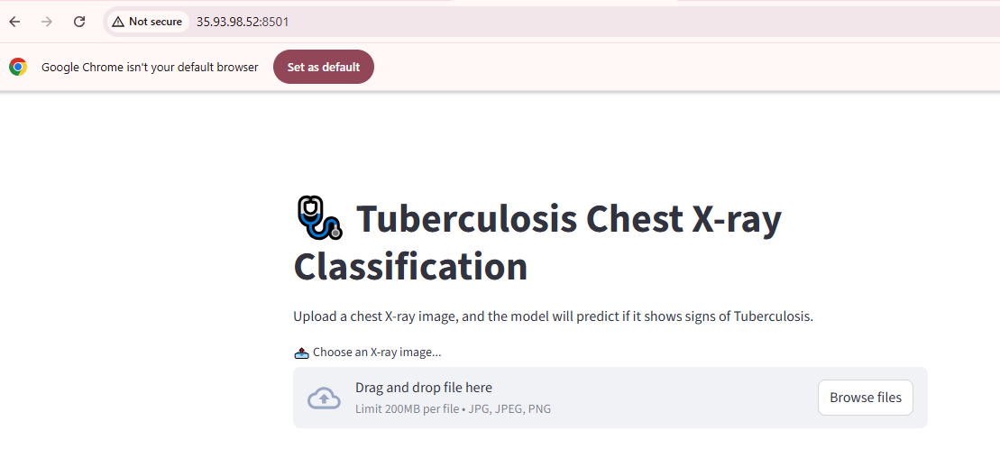 Not secure 35.93.98.52:8501
Google Chrome isn't your default browser Set as default
Tuberculosis Chest X-ray
Classification
Upload a chest X-ray image, and the model will predict if it shows signs of Tuberculosis.
Choose an X-ray image...
Drag and drop file here
Limit 200MB per file • JPG, JPEG, PNG
Browse files